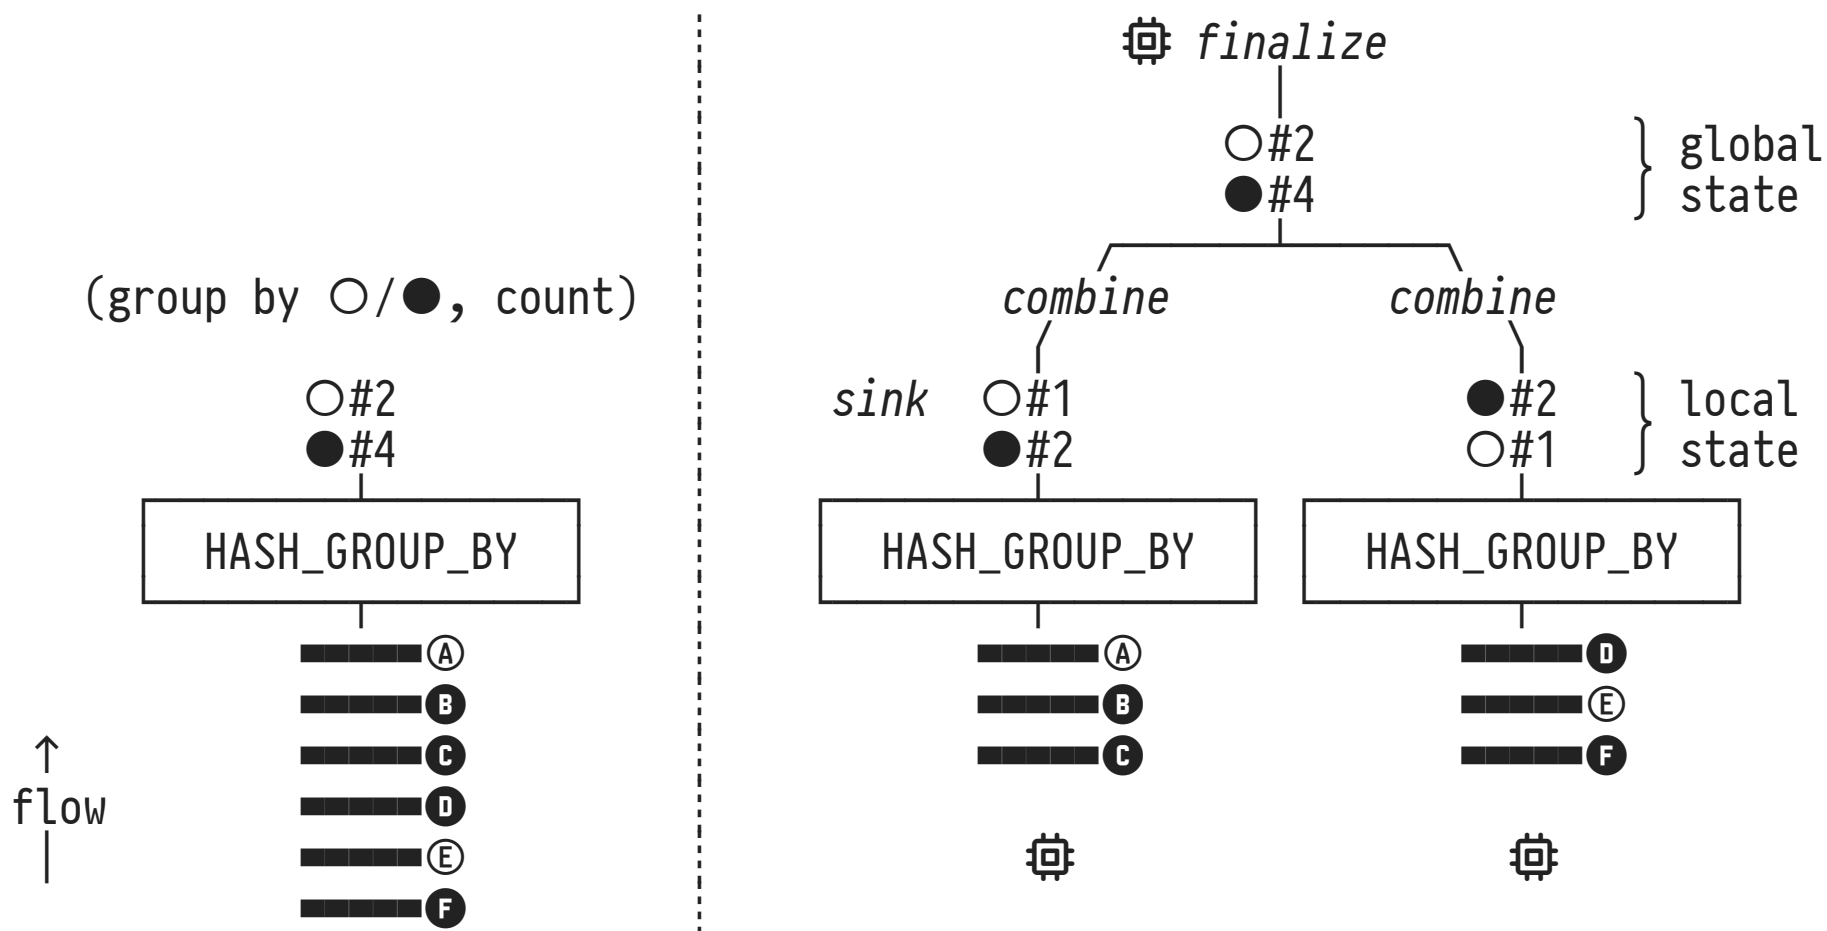 (group by ○/●, count)
○#2
●#4
HASH_GROUP_BY
Ⓐ
🅑
🅒
🅓
Ⓔ
🅕
↑
flow
finalize
○#2
●#4
} global
state
combine
combine
sink
○#1
●#2
●#2
○#1
} local
state
HASH_GROUP_BY
HASH_GROUP_BY
Ⓐ
🅑
🅒
🅓
Ⓔ
🅕